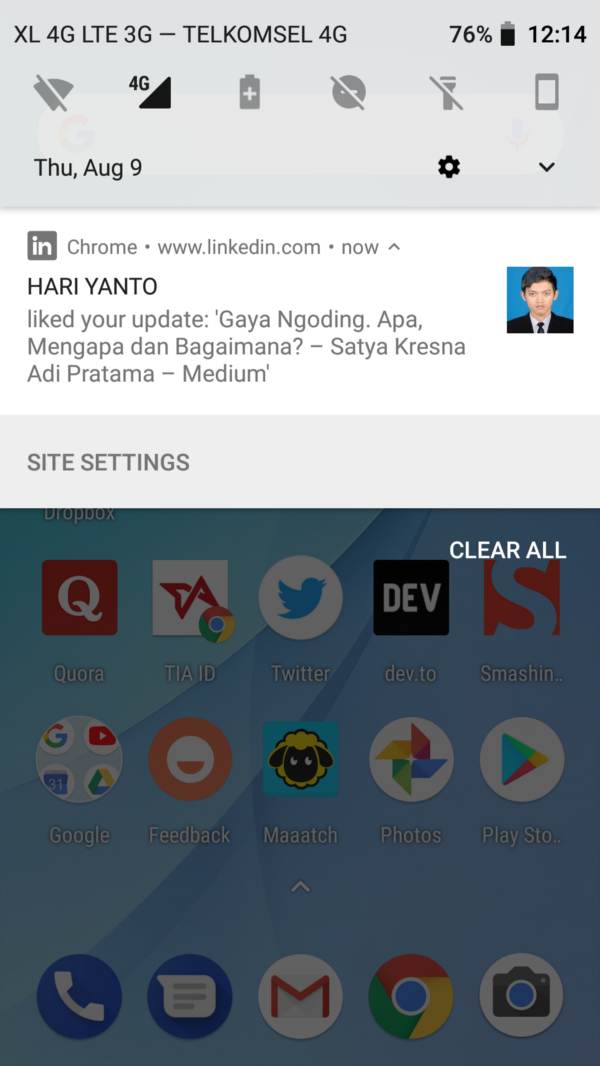 XL 4G LTE 3G — TELKOMSEL 4G 76% 12:14
4G
Thu, Aug 9
in Chrome • www.linkedin.com • now
HARI YANTO
liked your update: 'Gaya Ngoding. Apa,
Mengapa dan Bagaimana? – Satya Kresna
Adi Pratama – Medium'
SITE SETTINGS
Dropbox
CLEAR ALL
Q TA DEV S
Quora TIA ID Twitter dev.to Smashin..
G 31
Google Feedback Maaatch Photos Play Sto..